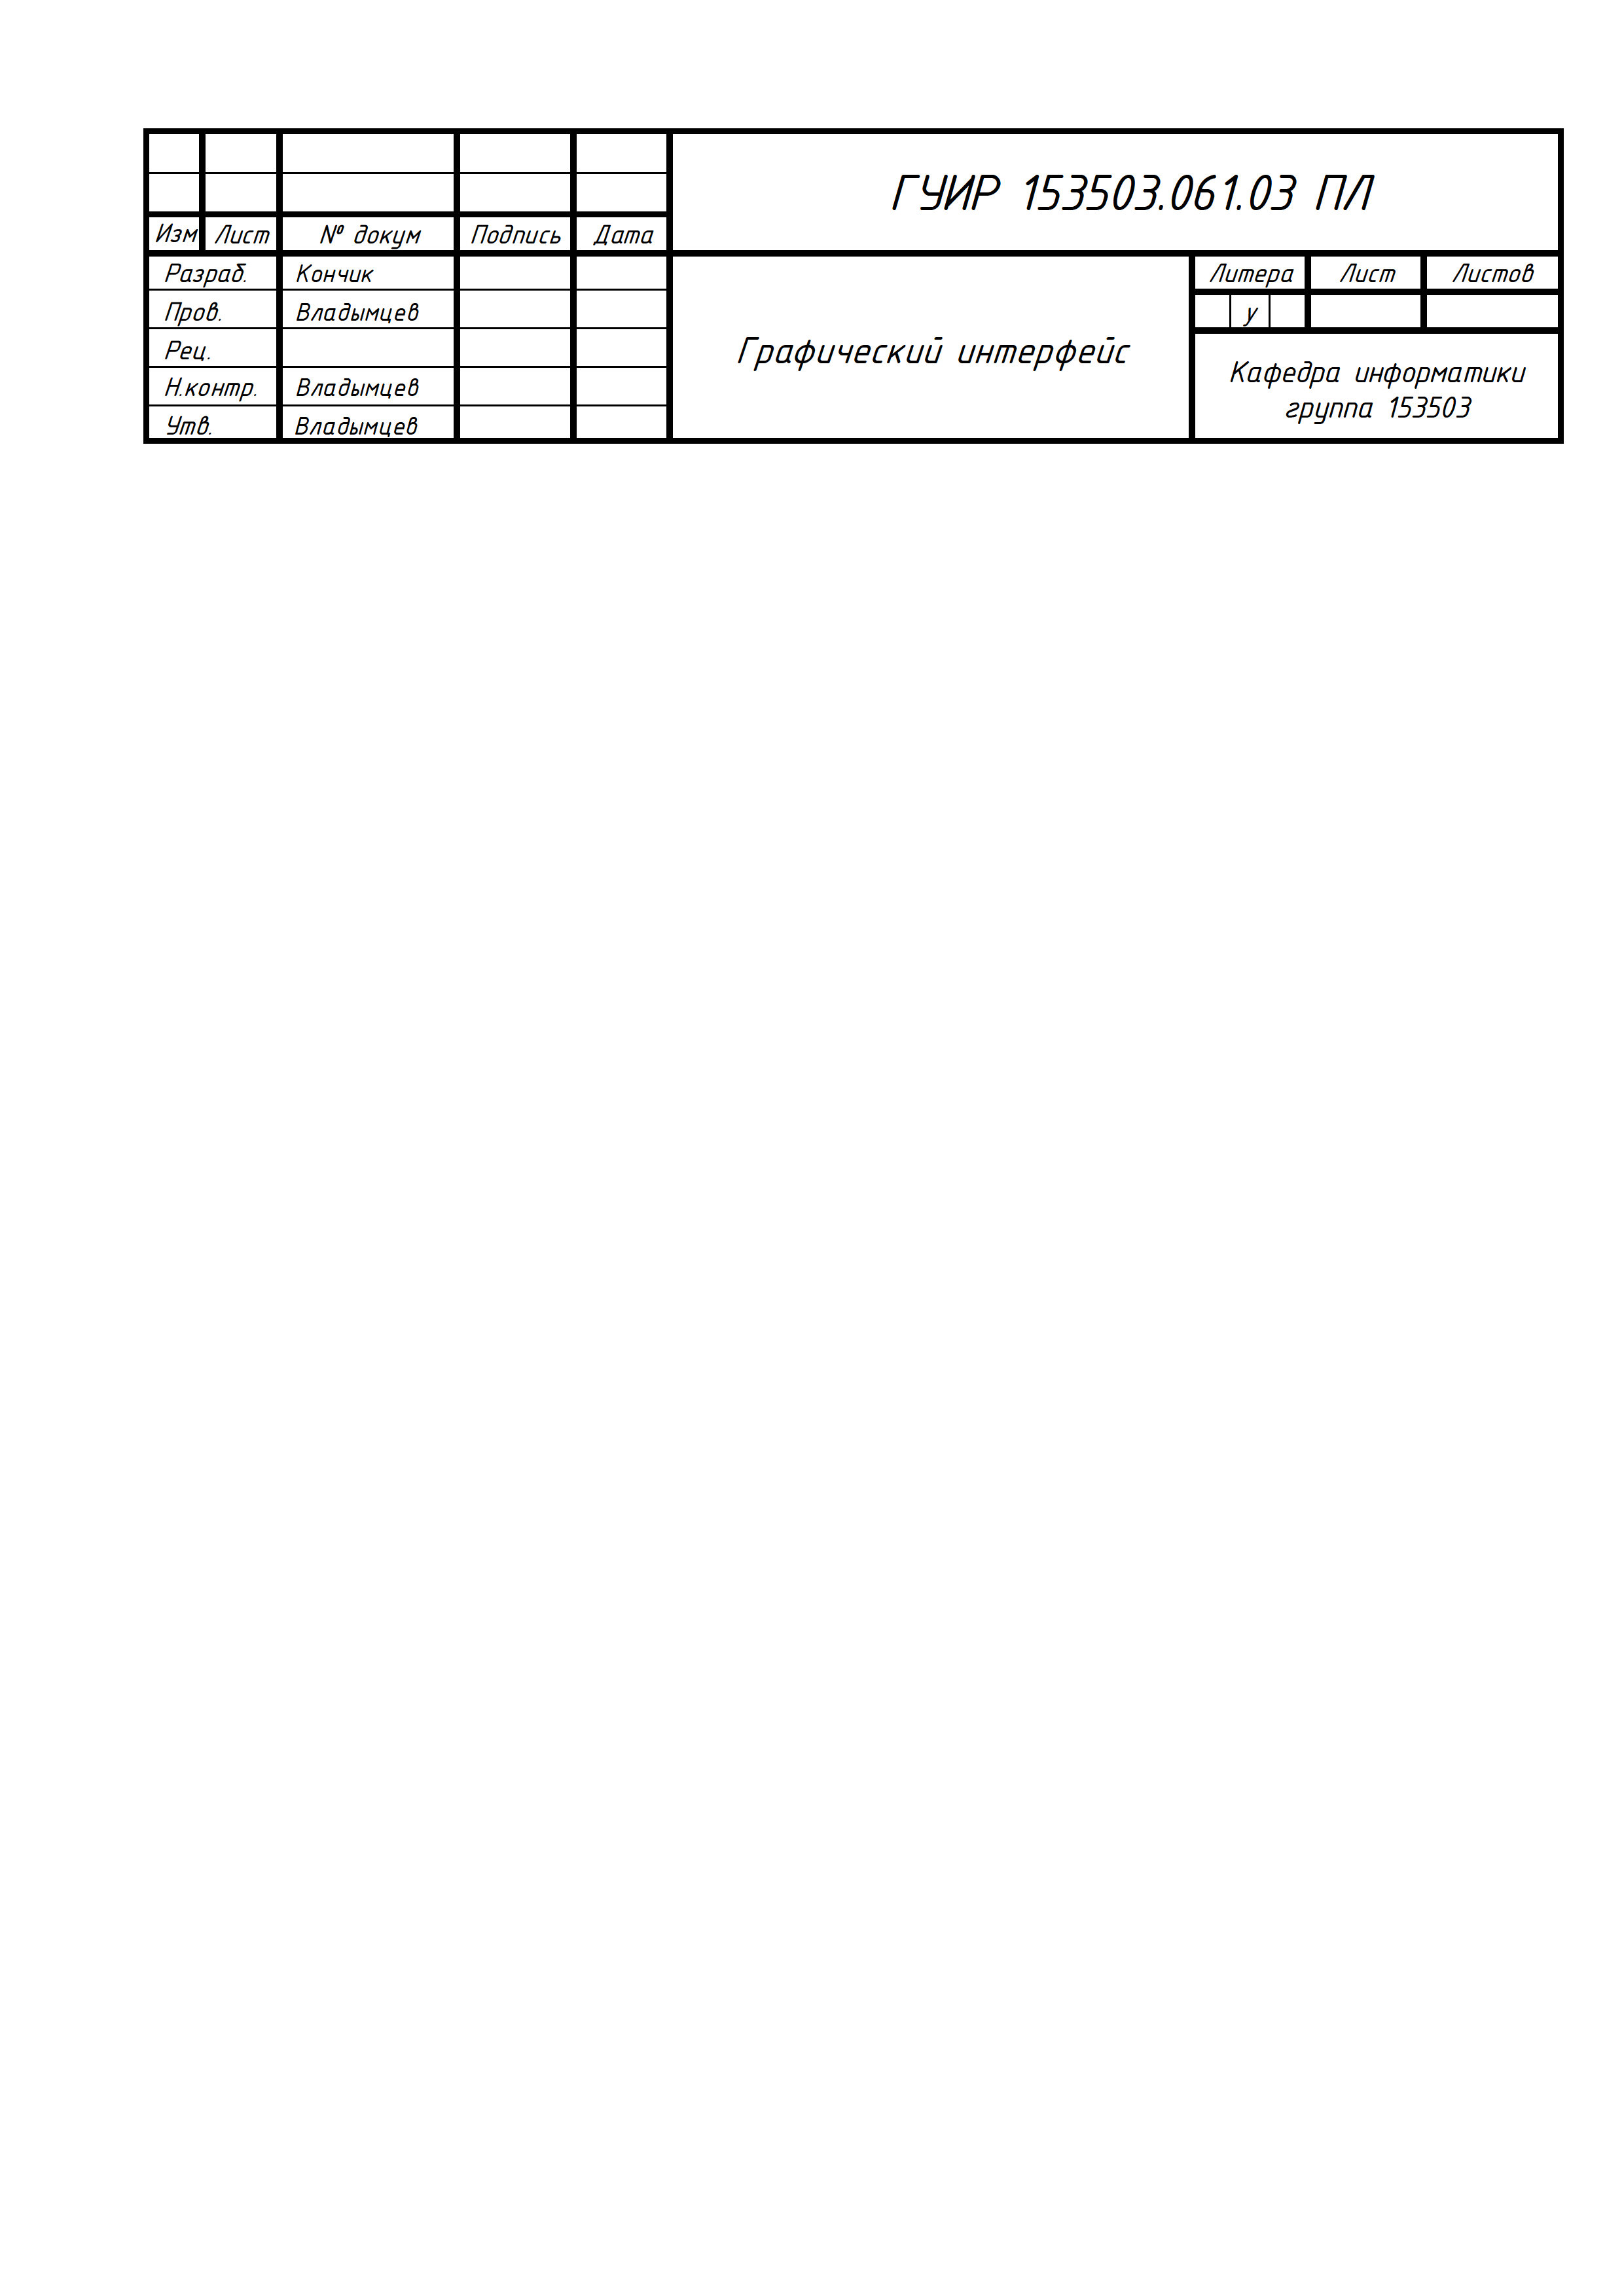 ГУИР 153503.061.03 ПЛ
Изм Лист № докум Подпись Дата
Разраб. Кончик
Пров. Владымцев
Рец.
Н.контр. Владымцев
Утв. Владымцев
Графический интерфейс
Литера Лист Листов
у
Кафедра информатики
группа 153503